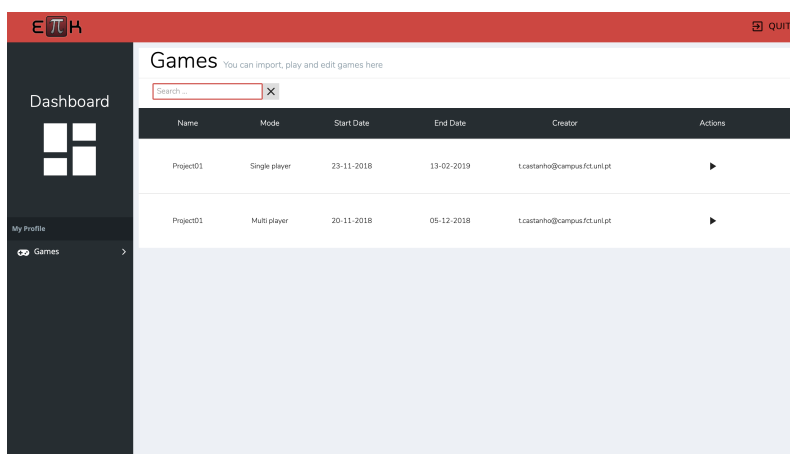 EπK
QUIT
Dashboard
My Profile
Games
Games You can import, play and edit games here
Search ...
Name Mode Start Date End Date Creator Actions
Project01 Single player 23-11-2018 13-02-2019 t.castanho@campus.fct.unl.pt
Project01 Multi player 20-11-2018 05-12-2018 t.castanho@campus.fct.unl.pt